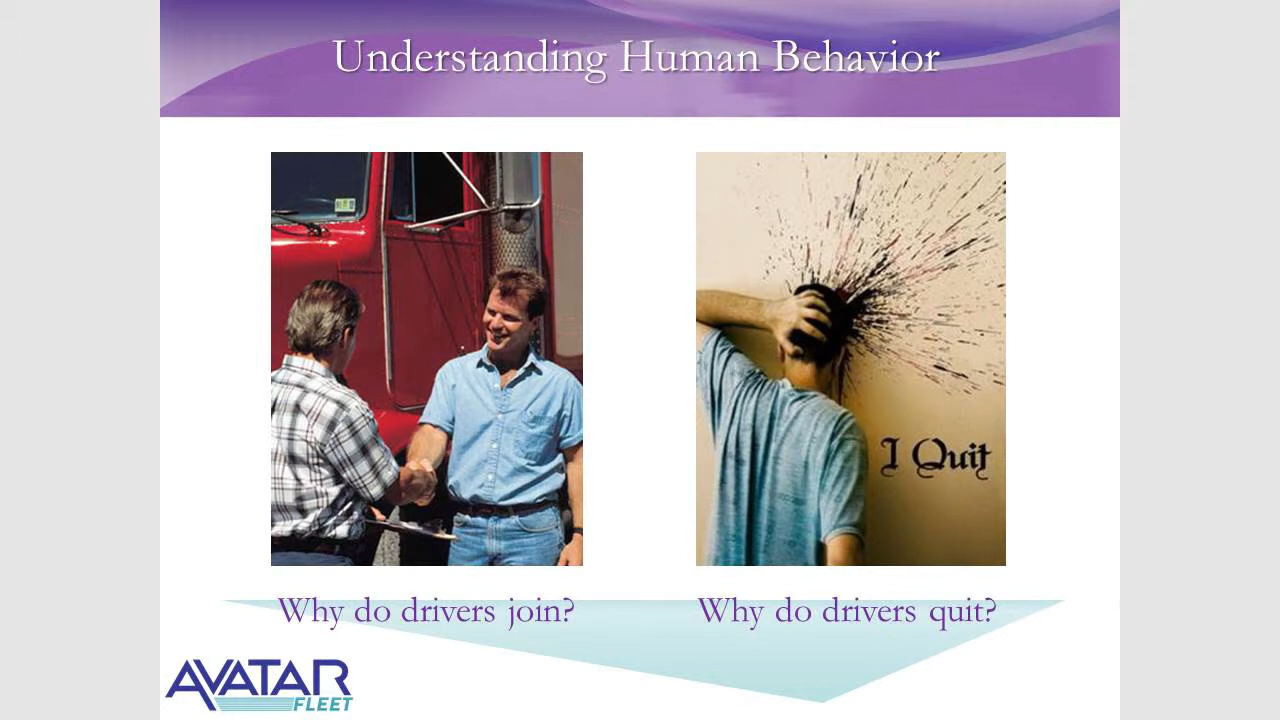 Understanding Human Behavior
I Quit
Why do drivers join?
Why do drivers quit?
AVATAR
FLEET